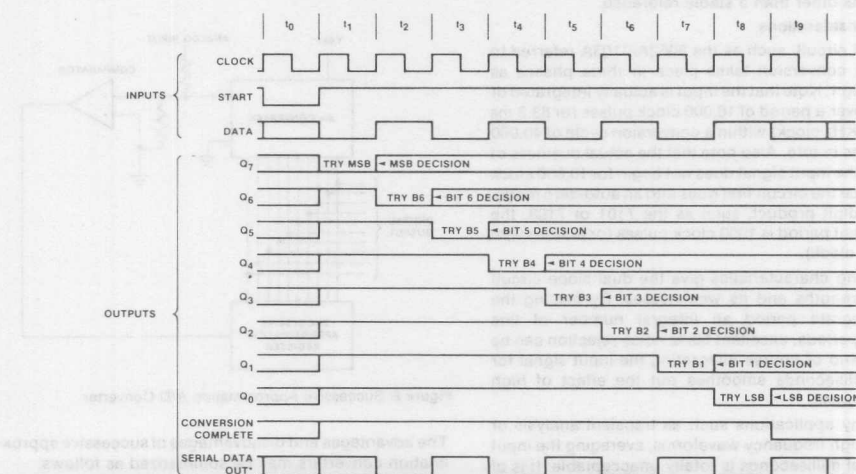 t0 t1 t2 t3 t4 t5 t6 t7 t8 t9
CLOCK
INPUTS
START
DATA
Q7 TRY MSB MSB DECISION
Q6 TRY B6 BIT 6 DECISION
Q5 TRY B5 BIT 5 DECISION
Q4 TRY B4 BIT 4 DECISION
Q3 TRY B3 BIT 3 DECISION
OUTPUTS
Q2 TRY B2 BIT 2 DECISION
Q1 TRY B1 BIT 1 DECISION
Q0 TRY LSB LSB DECISION
CONVERSION
COMPLETE
SERIAL DATA
OUT*